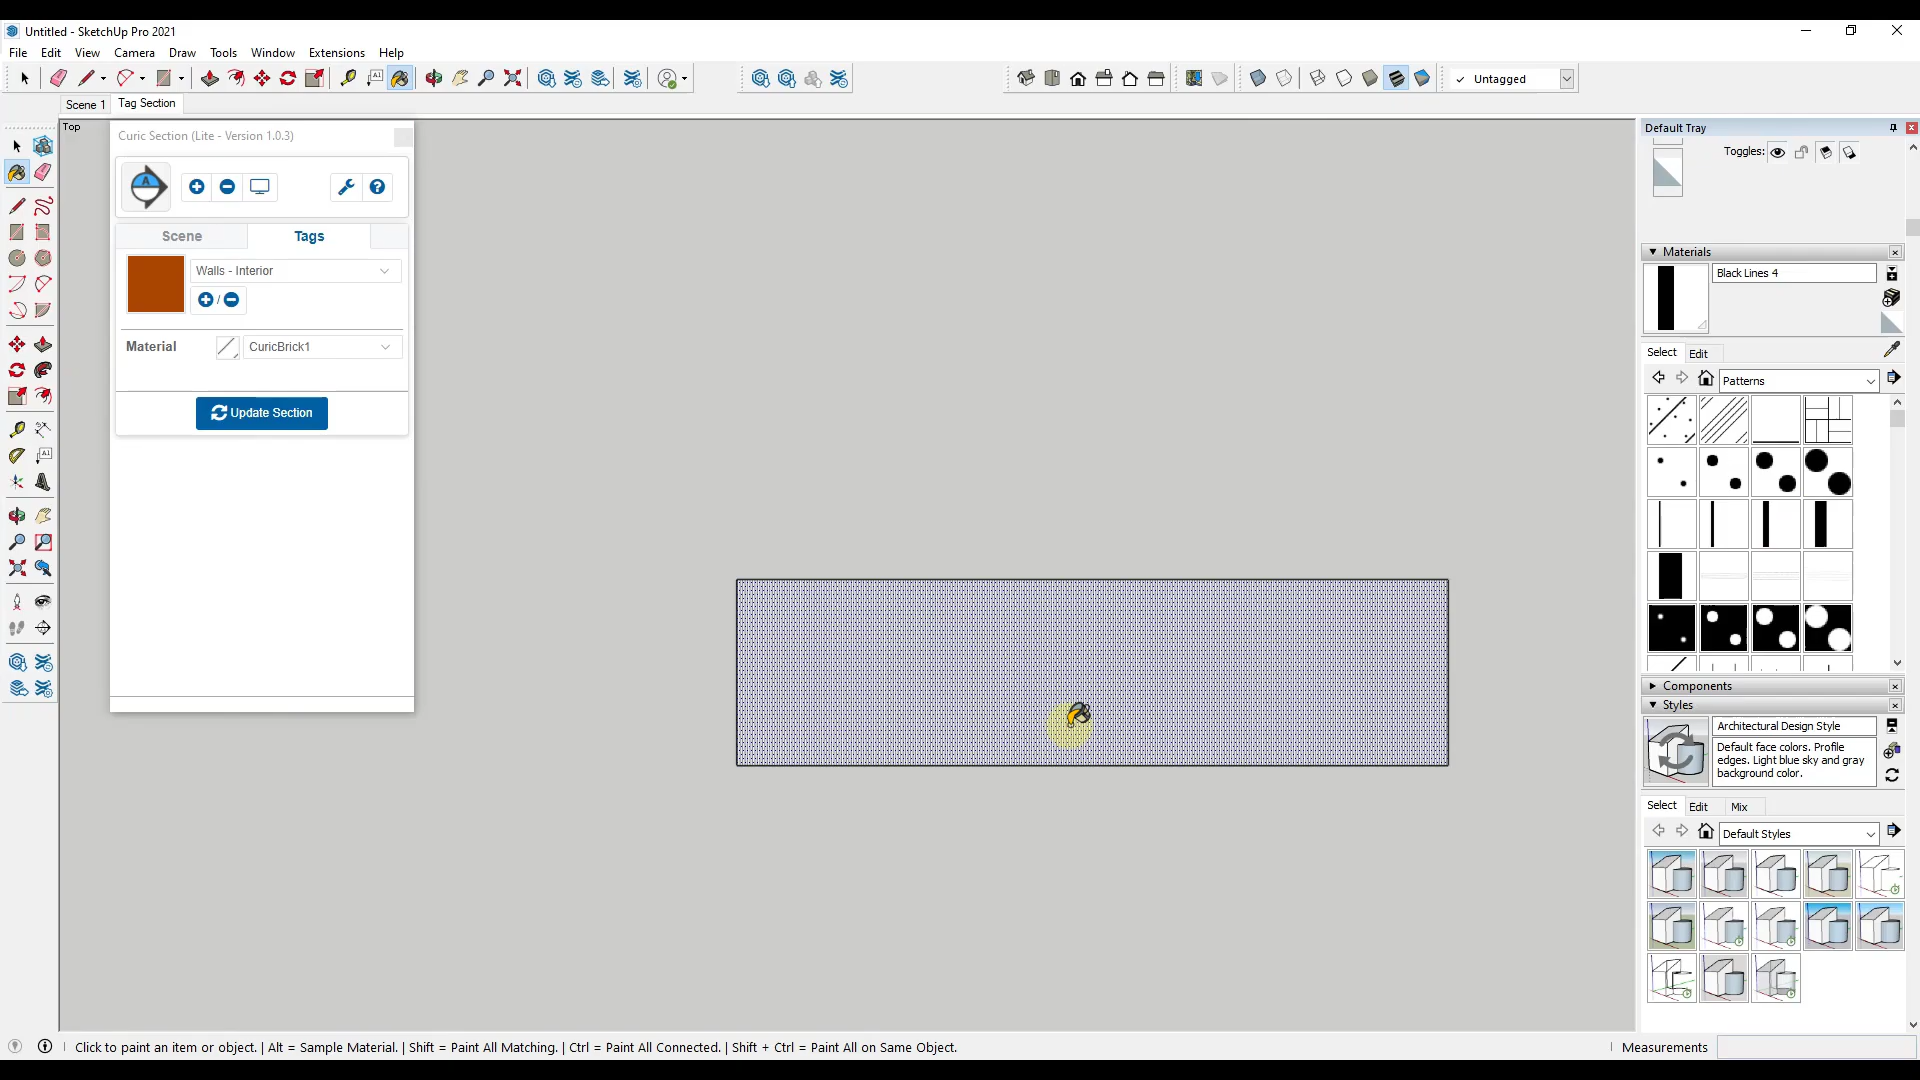 Untitled - SketchUp Pro 2021
File Edit View Camera Draw Tools Window Extensions Help
Untagged
Scene 1 Tag Section
Top
Curic Section (Lite - Version 1.0.3)
Scene Tags
Walls - Interior
/
Material CuricBrick1
Update Section
Default Tray
Toggles:
Materials
Black Lines 4
Select Edit
Patterns
Components
Styles
Architectural Design Style
Default face colors. Profile
edges. Light blue sky and gray
background color.
Select Edit Mix
Default Styles
Click to paint an item or object. | Alt = Sample Material. | Shift = Paint All Matching. | Ctrl = Paint All Connected. | Shift + Ctrl = Paint All on Same Object.
Measurements